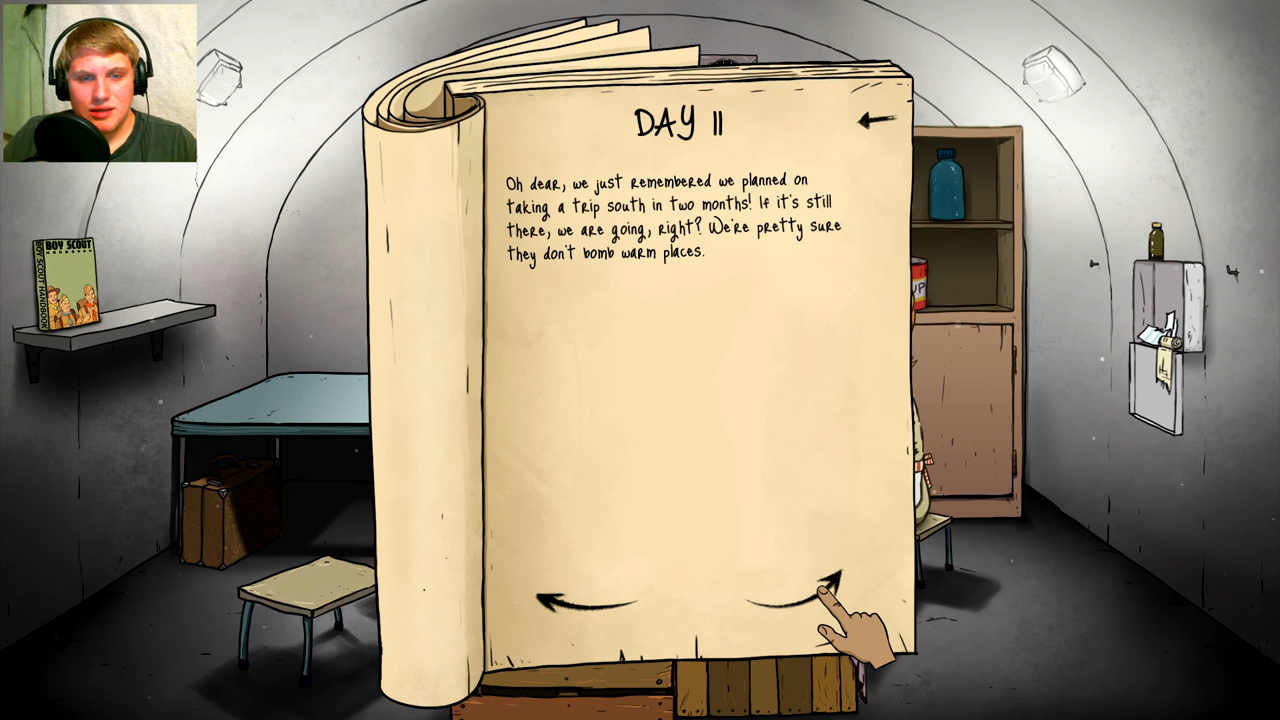 DAY 11
Oh dear, we just remembered we planned on
taking a trip south in two months! If it's still
there, we are going, right? We're pretty sure
they don't bomb warm places.
BOY SCOUT
HANDBOOK
BOY SCOUT HANDBOOK
UP